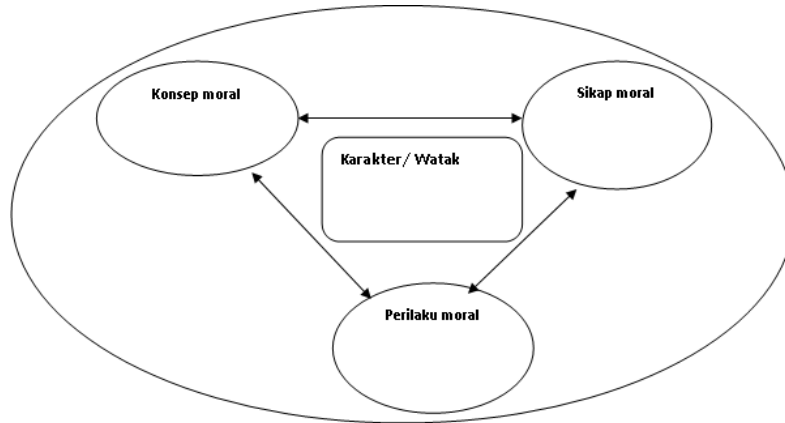 Konsep moral
Sikap moral
Karakter/ Watak
Perilaku moral